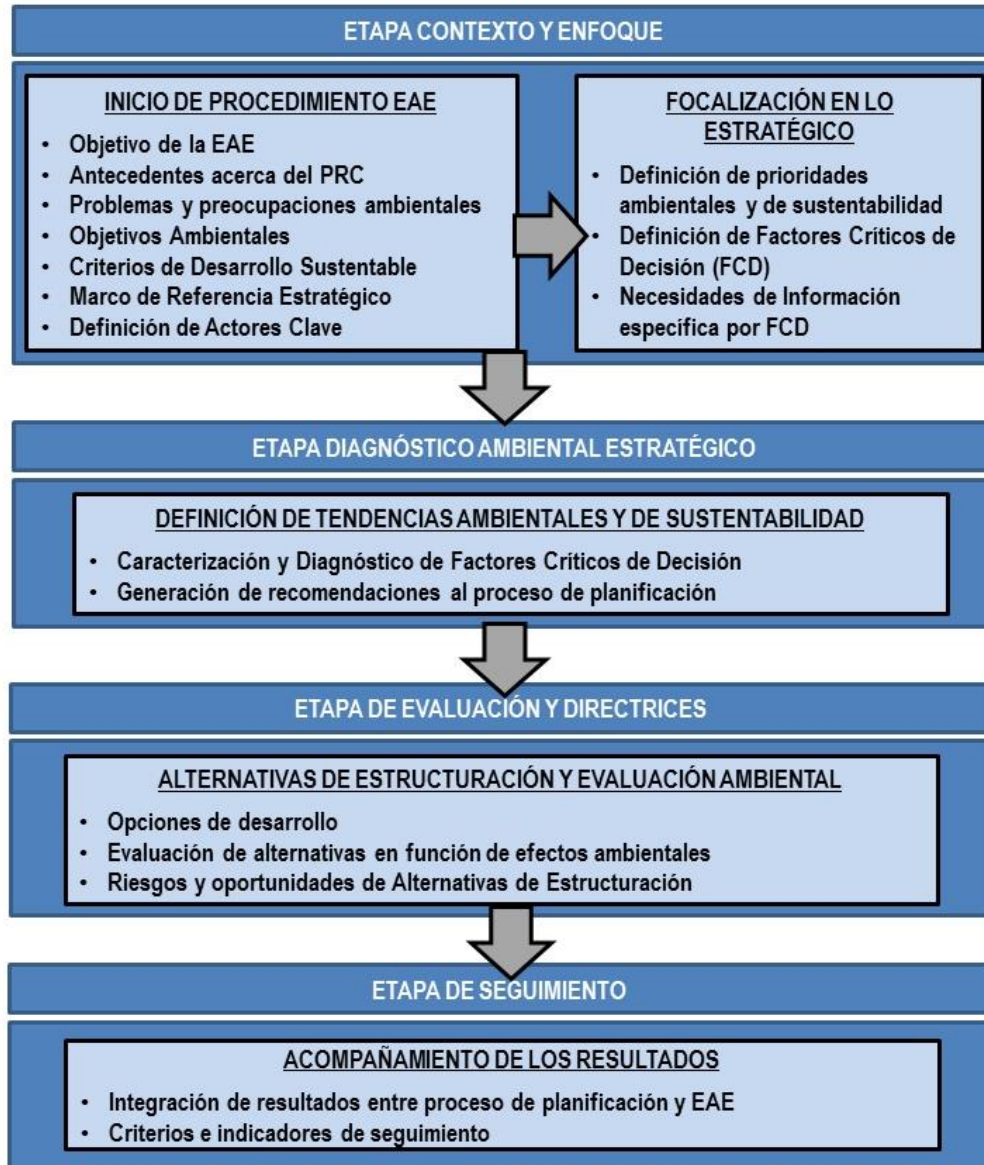 ETAPA CONTEXTO Y ENFOQUE
INICIO DE PROCEDIMIENTO EAE
• Objetivo de la EAE
• Antecedentes acerca del PRC
• Problemas y preocupaciones ambientales
• Objetivos Ambientales
• Criterios de Desarrollo Sustentable
• Marco de Referencia Estratégico
• Definición de Actores Clave
FOCALIZACIÓN EN LO
ESTRATÉGICO
• Definición de prioridades
ambientales y de sustentabilidad
• Definición de Factores Críticos de
Decisión (FCD)
• Necesidades de Información
específica por FCD
ETAPA DIAGNÓSTICO AMBIENTAL ESTRATÉGICO
DEFINICIÓN DE TENDENCIAS AMBIENTALES Y DE SUSTENTABILIDAD
• Caracterización y Diagnóstico de Factores Críticos de Decisión
• Generación de recomendaciones al proceso de planificación
ETAPA DE EVALUACIÓN Y DIRECTRICES
ALTERNATIVAS DE ESTRUCTURACIÓN Y EVALUACIÓN AMBIENTAL
• Opciones de desarrollo
• Evaluación de alternativas en función de efectos ambientales
• Riesgos y oportunidades de Alternativas de Estructuración
ETAPA DE SEGUIMIENTO
ACOMPAÑAMIENTO DE LOS RESULTADOS
• Integración de resultados entre proceso de planificación y EAE
• Criterios e indicadores de seguimiento